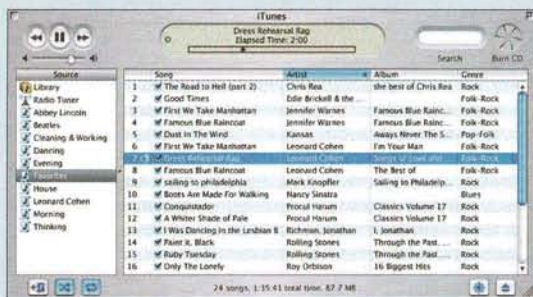 iTunes
Dress Rehearsal Rag
Elapsed Time: 2:00
Search
Burn CD
Source
Library
Radio Tuner
Abbey Lincoln
Beatles
Cleaning & Working
Dancing
Evening
Favorites
House
Leonard Cohen
Morning
Thinking
Song Artist Album Genre
1 The Road to Hell (part 2) Chris Rea the best of Chris Rea Rock
2 Good Times Edie Brickell & the ... Folk-Rock
3 First We Take Manhattan Jennifer Warnes Famous Blue Rainc... Folk-Rock
4 Famous Blue Raincoat Jennifer Warnes Famous Blue Rainc... Folk-Rock
5 Dust In The Wind Kansas Aways Never The S... Pop-Folk
6 First We Take Manhattan Leonard Cohen I'm Your Man Folk-Rock
7 Dress Rehearsal Rag Leonard Cohen Songs of Love and Folk-Rock
8 Famous Blue Raincoat Leonard Cohen The Best of Folk-Rock
9 sailing to philadelphia Mark Knopfler Sailing to Philadelp... Rock
10 Boots Are Made For Walking Nancy Sinatra Blues
11 Conquistador Procul Harum Classics Volume 17 Rock
12 A Whiter Shade of Pale Procul Harum Classics Volume 17 Rock
13 I Was Dancing in the Lesbian B Richman, Jonathan I, Jonathan Rock
14 Paint it, Black Rolling Stones Through the Past, ... Rock
15 Ruby Tuesday Rolling Stones Through the Past, ... Rock
16 Only The Lonely Roy Orbison 16 Biggest Hits Rock
24 songs, 1:35:41 total time, 87.7 MB